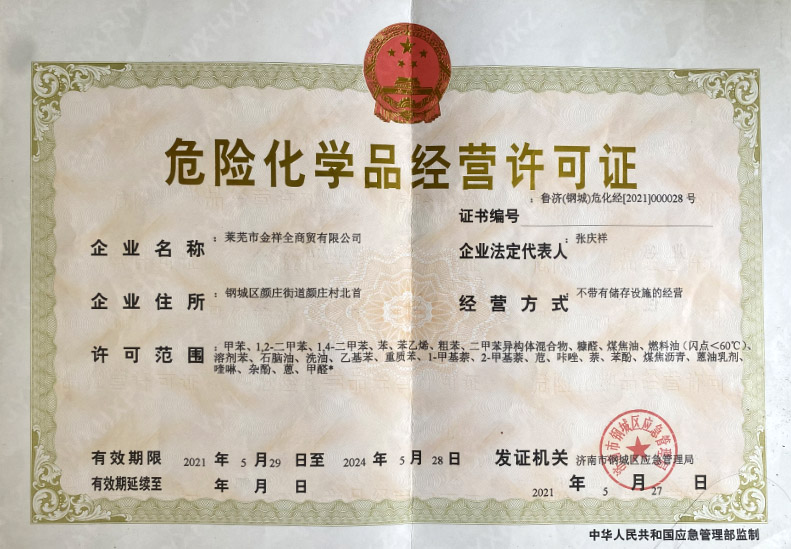 危险化学品经营许可证
证书编号：鲁济(钢城)危化经[2021]000028 号
企业名称：莱芜市金祥全商贸有限公司
企业法定代表人：张庆祥
企业住所：钢城区颜庄街道颜庄村北首
经营方式：不带有储存设施的经营
许可范围：甲苯、1,2-二甲苯、1,4-二甲苯、苯、苯乙烯、粗苯、二甲苯异构体混合物、糠醛、煤焦油、燃料油（闪点＜60℃）、
溶剂苯、石脑油、洗油、乙基苯、重质苯、1-甲基萘、2-甲基萘、苊、咔唑、萘、苯酚、煤焦沥青、蒽油乳剂、
喹啉、杂酚、蒽、甲醛*
有效期限 2021 年 5 月 29 日至 2024 年 5 月 28 日
发证机关 济南市钢城区应急管理局
有效期延续至 年 月 日
2021 年 5 月 27 日
中华人民共和国应急管理部监制